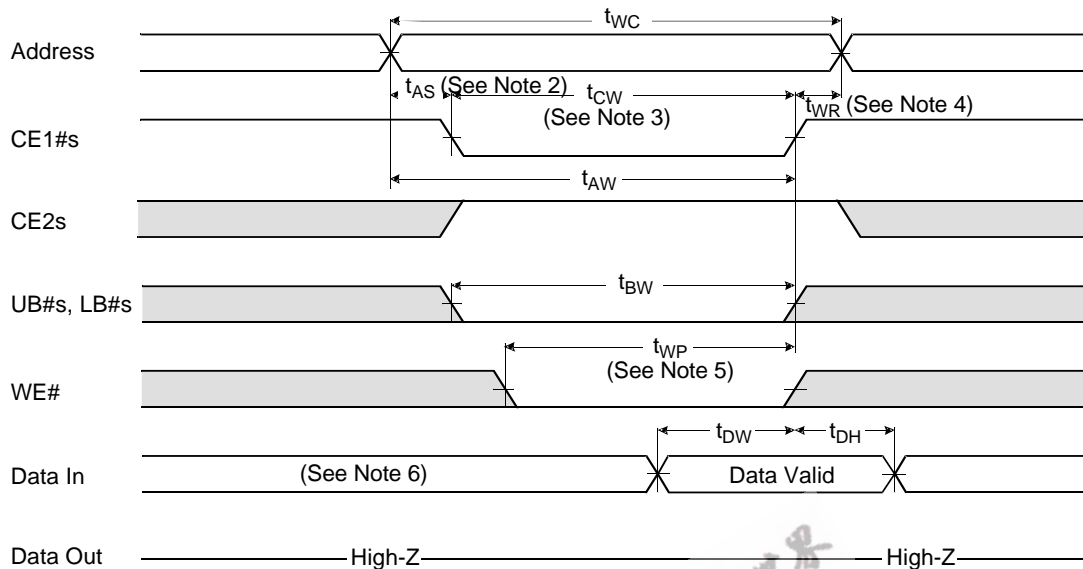 tWC
Address
tAS (See Note 2)
tCW
(See Note 3)
tWR (See Note 4)
CE1#s
tAW
CE2s
tBW
UB#s, LB#s
tWP
(See Note 5)
WE#
tDW
tDH
Data In
(See Note 6)
Data Valid
Data Out
High-Z
High-Z